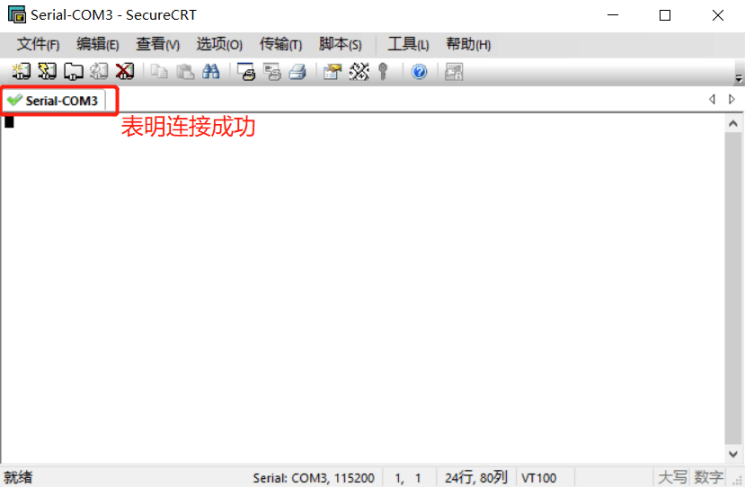 Serial-COM3 - SecureCRT
文件(F) 编辑(E) 查看(V) 选项(O) 传输(T) 脚本(S) 工具(L) 帮助(H)
Serial-COM3
表明连接成功
就绪 Serial: COM3, 115200 1, 1 24行, 80列 VT100 大写 数字